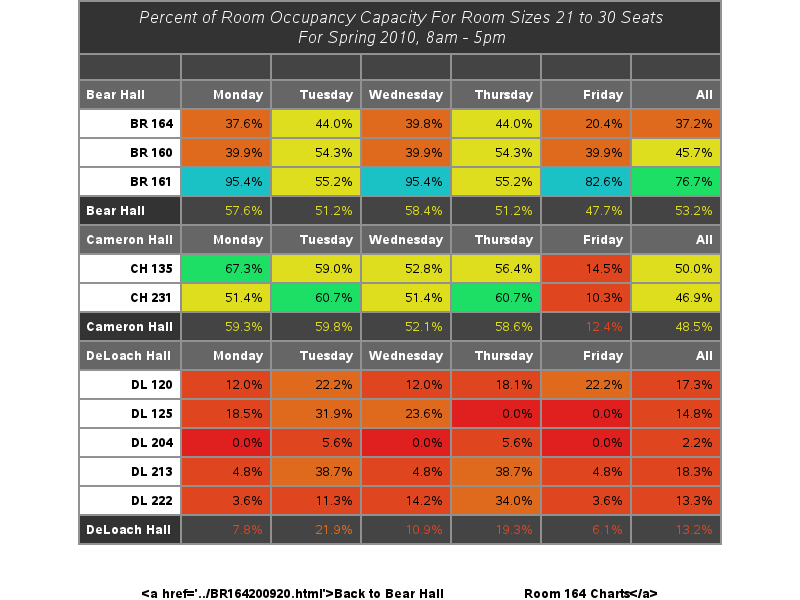 Percent of Room Occupancy Capacity For Room Sizes 21 to 30 Seats
For Spring 2010, 8am - 5pm
Bear Hall Monday Tuesday Wednesday Thursday Friday All
BR 164 37.6% 44.0% 39.8% 44.0% 20.4% 37.2%
BR 160 39.9% 54.3% 39.9% 54.3% 39.9% 45.7%
BR 161 95.4% 55.2% 95.4% 55.2% 82.6% 76.7%
Bear Hall 57.6% 51.2% 58.4% 51.2% 47.7% 53.2%
Cameron Hall Monday Tuesday Wednesday Thursday Friday All
CH 135 67.3% 59.0% 52.8% 56.4% 14.5% 50.0%
CH 231 51.4% 60.7% 51.4% 60.7% 10.3% 46.9%
Cameron Hall 59.3% 59.8% 52.1% 58.6% 12.4% 48.5%
DeLoach Hall Monday Tuesday Wednesday Thursday Friday All
DL 120 12.0% 22.2% 12.0% 18.1% 22.2% 17.3%
DL 125 18.5% 31.9% 23.6% 0.0% 0.0% 14.8%
DL 204 0.0% 5.6% 0.0% 5.6% 0.0% 2.2%
DL 213 4.8% 38.7% 4.8% 38.7% 4.8% 18.3%
DL 222 3.6% 11.3% 14.2% 34.0% 3.6% 13.3%
DeLoach Hall 7.8% 21.9% 10.9% 19.3% 6.1% 13.2%
<a href='../BR164200920.html'>Back to Bear Hall Room 164 Charts</a>